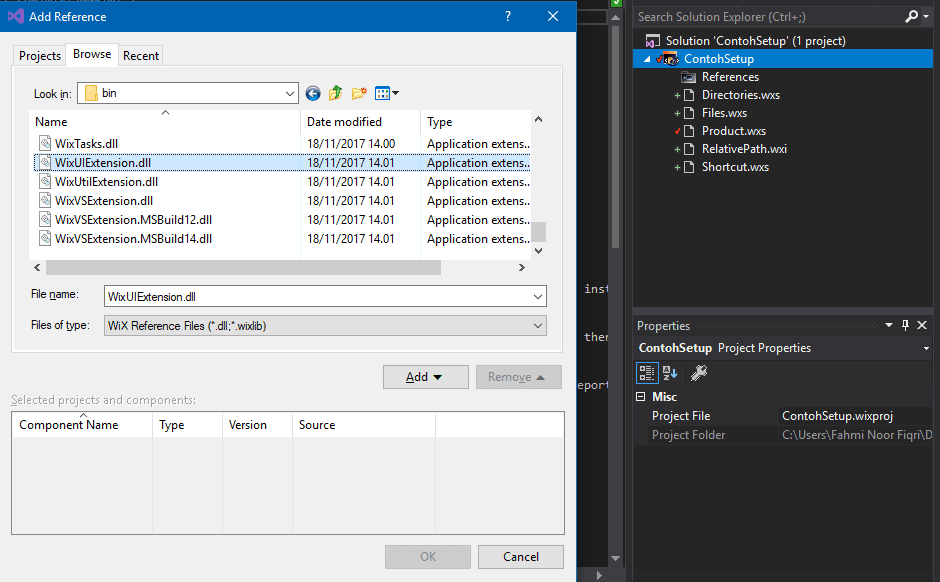 Add Reference
?
Projects Browse Recent
Look in: bin
Name Date modified Type
WixTasks.dll 18/11/2017 14.00 Application extens..
WixUIExtension.dll 18/11/2017 14.01 Application extens..
WixUtilExtension.dll 18/11/2017 14.01 Application extens..
WixVSExtension.dll 18/11/2017 14.01 Application extens..
WixVSExtension.MSBuild12.dll 18/11/2017 14.01 Application extens..
WixVSExtension.MSBuild14.dll 18/11/2017 14.01 Application extens..
File name: WixUIExtension.dll
Files of type: WiX Reference Files (*.dll;*.wixlib)
Add Remove
Selected projects and components:
Component Name Type Version Source
OK Cancel
inst
ther
eport
Search Solution Explorer (Ctrl+;)
Solution 'ContohSetup' (1 project)
ContohSetup
References
Directories.wxs
Files.wxs
Product.wxs
RelativePath.wxi
Shortcut.wxs
Properties
ContohSetup Project Properties
Misc
Project File ContohSetup.wixproj
Project Folder C:\Users\Fahmi Noor Fiqri\D